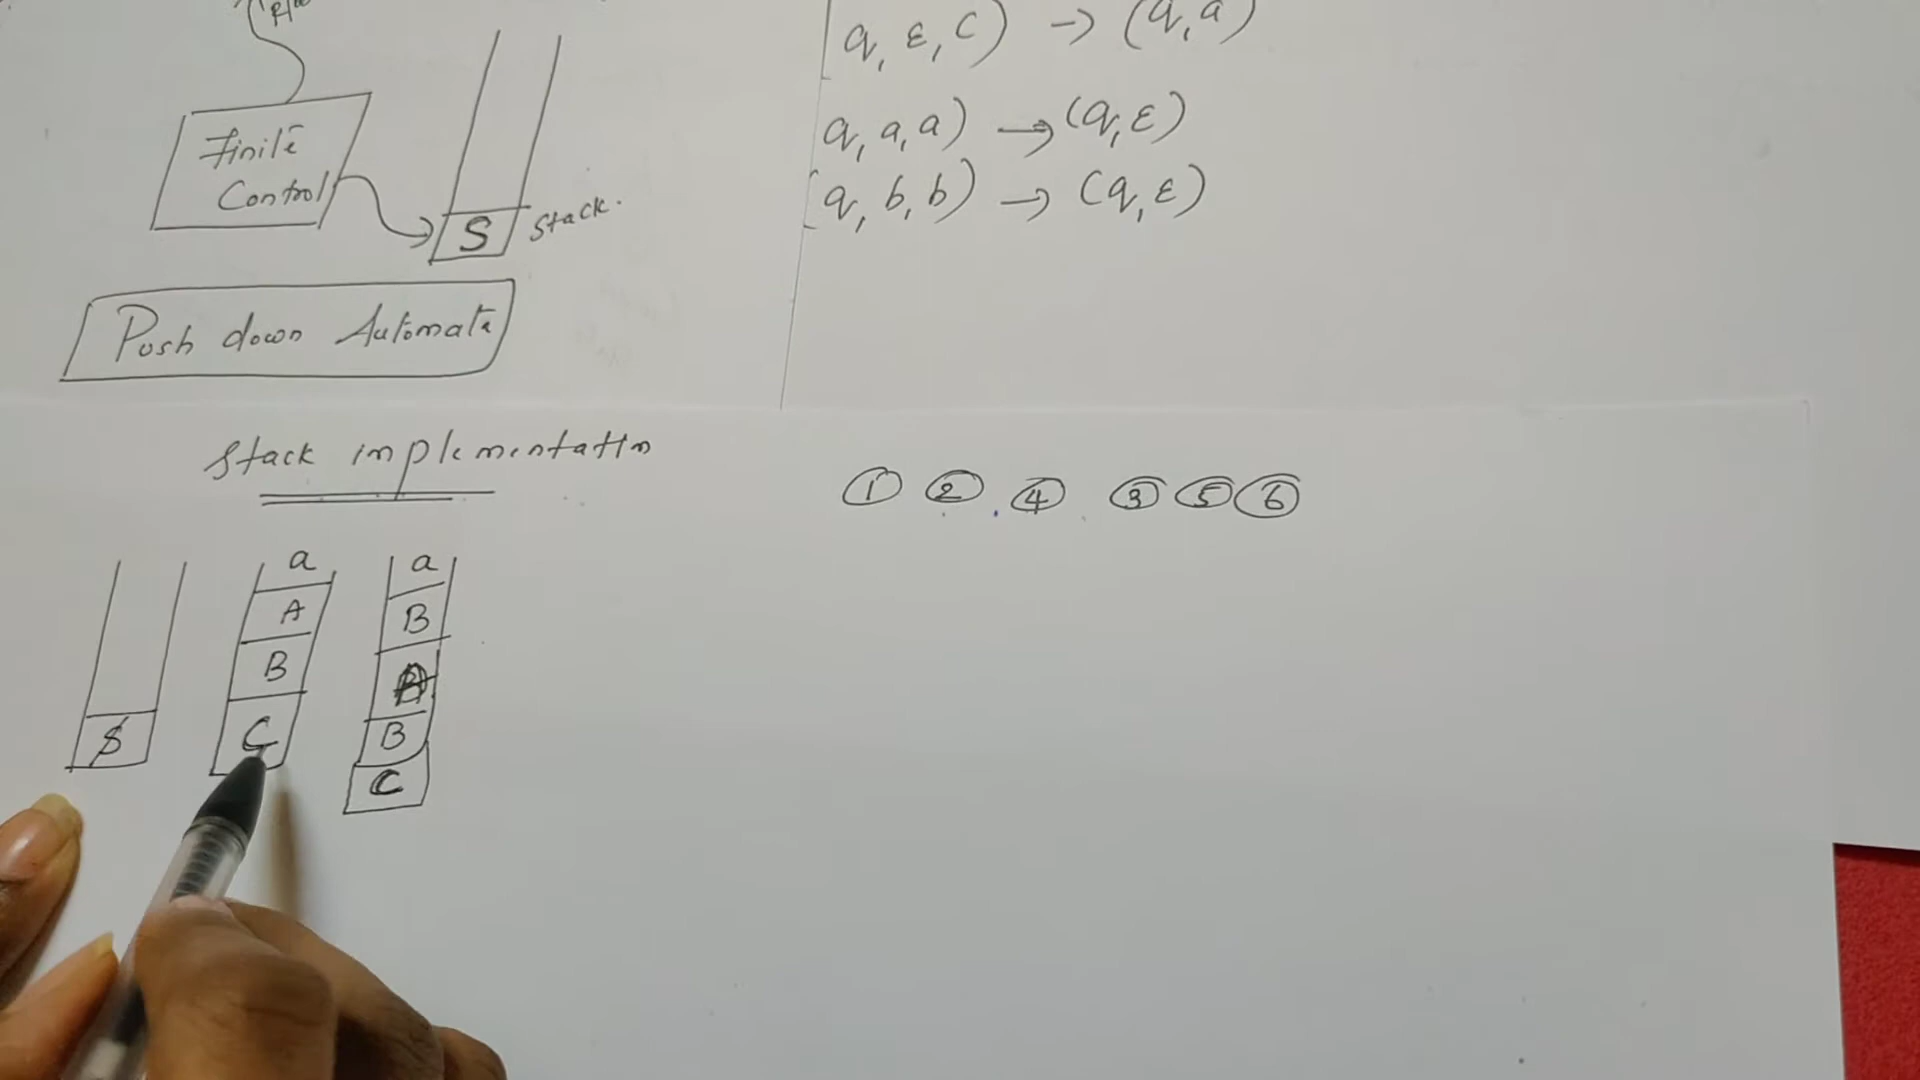 (q, ε, c) → (q, a)
Finite
Control
q, a, a) → (q, ε)
(q, b, b) → (q, ε)
S
Stack.
Push down Automata
Stack implementation
① ② ④ ③ ⑤ ⑥
a
a
A
B
B
S
C
B
C